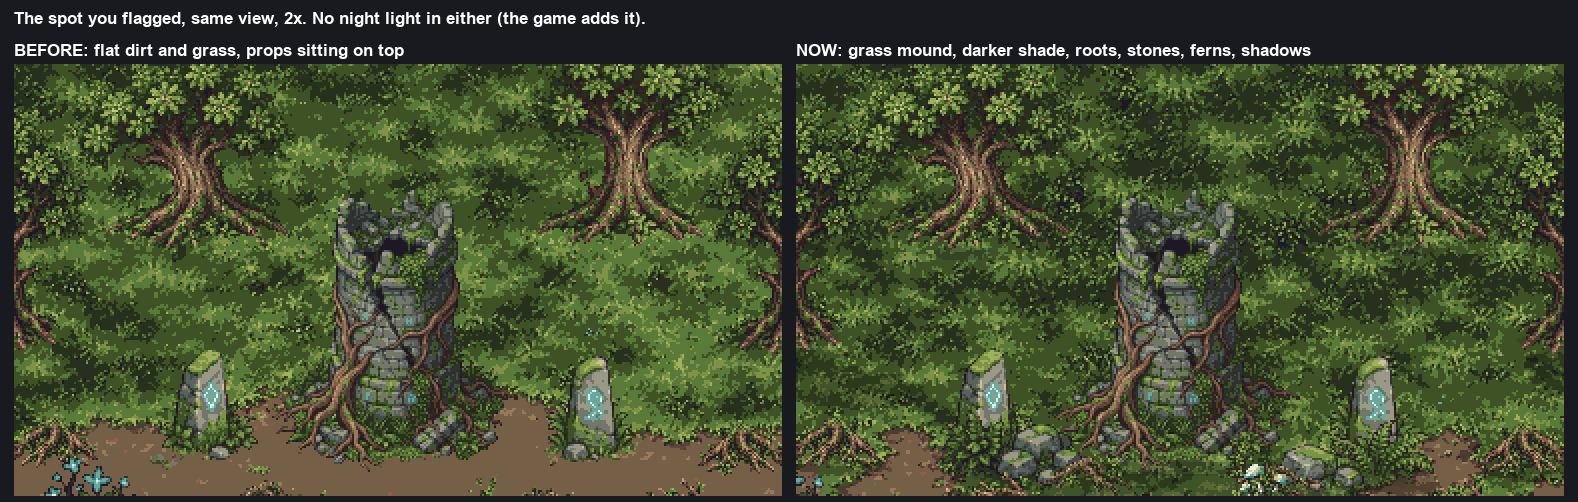 The spot you flagged, same view, 2x. No night light in either (the game adds it).
BEFORE: flat dirt and grass, props sitting on top
NOW: grass mound, darker shade, roots, stones, ferns, shadows